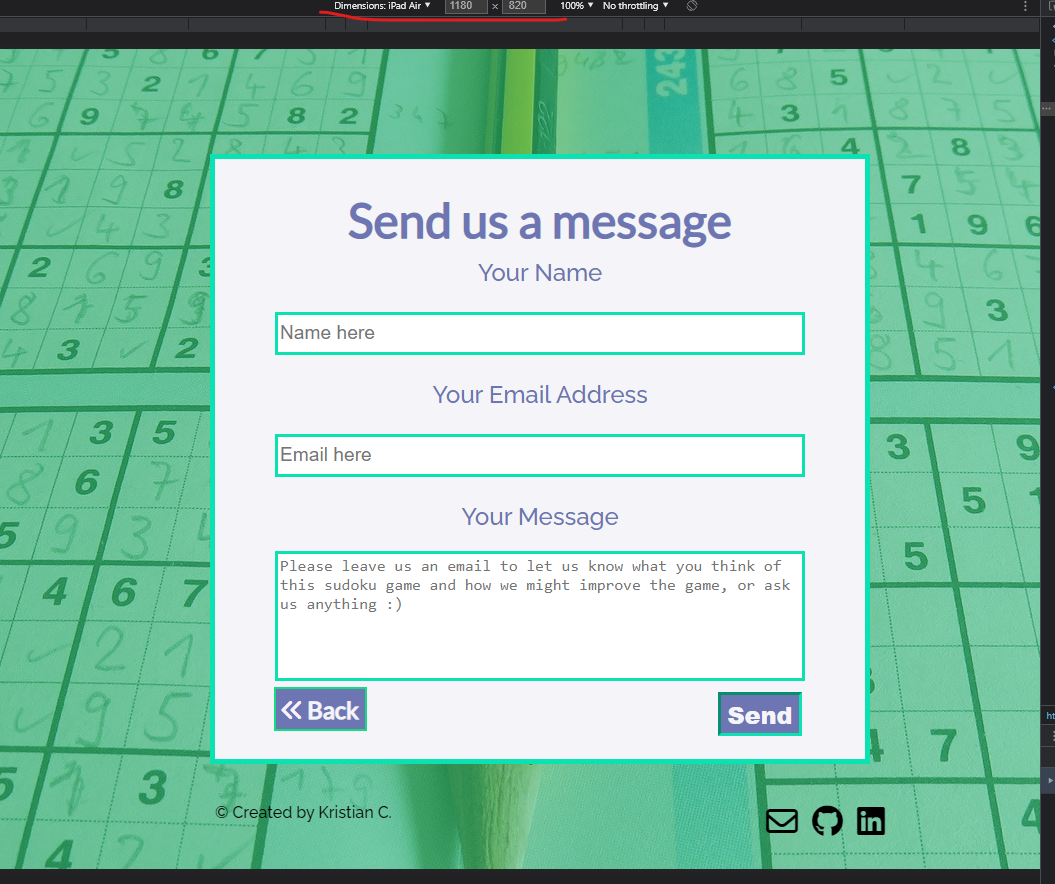 Dimensions: iPad Air ▼ 1180 × 820 100% ▼ No throttling ▼
Send us a message
Your Name
Name here
Your Email Address
Email here
Your Message
Please leave us an email to let us know what you think of
this sudoku game and how we might improve the game, or ask
us anything :)
Back
Send
© Created by Kristian C.